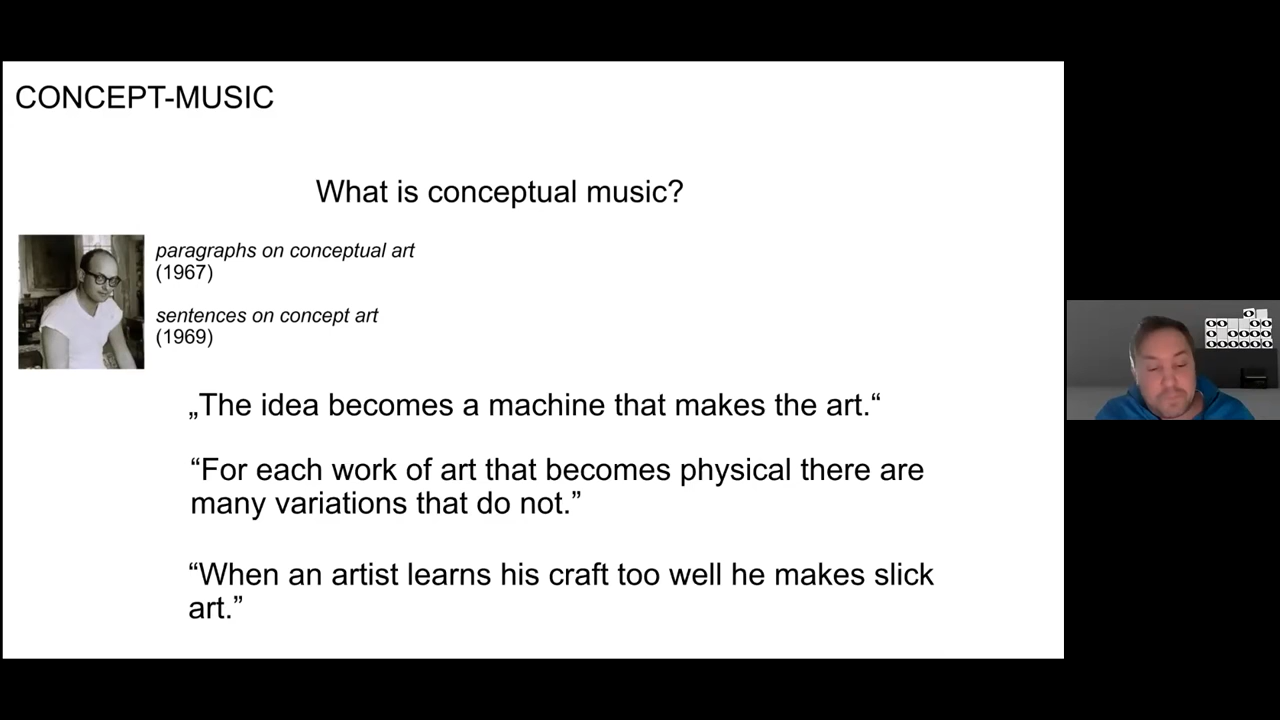 CONCEPT-MUSIC
What is conceptual music?
paragraphs on conceptual art
(1967)
sentences on concept art
(1969)
„The idea becomes a machine that makes the art.“
“For each work of art that becomes physical there are
many variations that do not.”
“When an artist learns his craft too well he makes slick
art.”